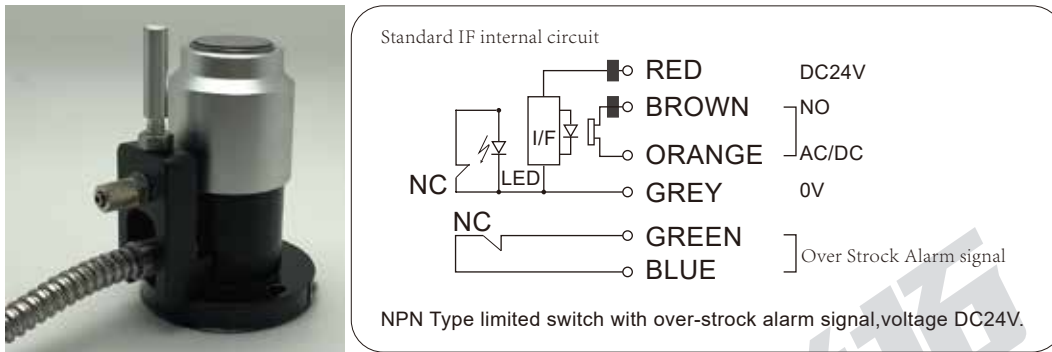 Standard IF internal circuit
RED DC24V
BROWN NO
I/F
ORANGE AC/DC
NC LED GREY 0V
NC
GREEN
Over Strock Alarm signal
BLUE
NPN Type limited switch with over-strock alarm signal,voltage DC24V.